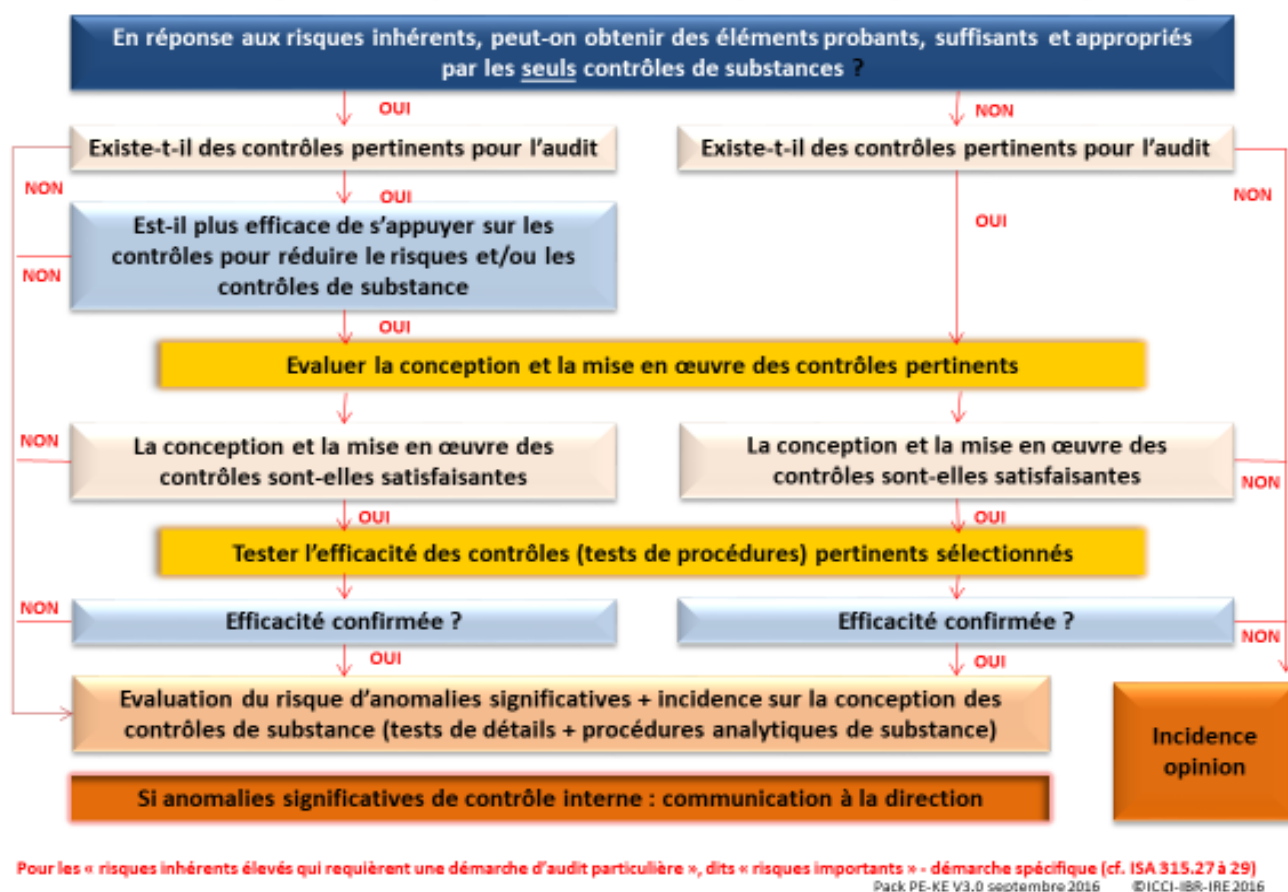 En réponse aux risques inhérents, peut-on obtenir des éléments probants, suffisants et appropriés
par les seuls contrôles de substances ?
OUI
NON
Existe-t-il des contrôles pertinents pour l'audit
Existe-t-il des contrôles pertinents pour l'audit
NON
OUI
NON
Est-il plus efficace de s'appuyer sur les
contrôles pour réduire le risques et/ou les
contrôles de substance
OUI
NON
OUI
Evaluer la conception et la mise en œuvre des contrôles pertinents
NON
La conception et la mise en œuvre des
contrôles sont-elles satisfaisantes
La conception et la mise en œuvre des
contrôles sont-elles satisfaisantes
NON
OUI
OUI
Tester l'efficacité des contrôles (tests de procédures) pertinents sélectionnés
NON
Efficacité confirmée ?
Efficacité confirmée ?
NON
OUI
OUI
Evaluation du risque d'anomalies significatives + incidence sur la conception des
contrôles de substance (tests de détails + procédures analytiques de substance)
Incidence
opinion
Si anomalies significatives de contrôle interne : communication à la direction
Pour les « risques inhérents élevés qui requièrent une démarche d'audit particulière », dits « risques importants » - démarche spécifique (cf. ISA 315.27 à 29)
Pack PE-KE V3.0 septembre 2016 ©ICCI-IBR-IRE 2016